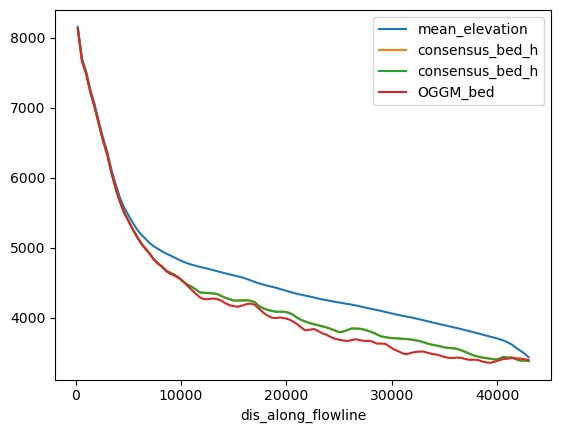 8000
7000
6000
5000
4000
mean_elevation
consensus_bed_h
consensus_bed_h
OGGM_bed
0 10000 20000 30000 40000
dis_along_flowline